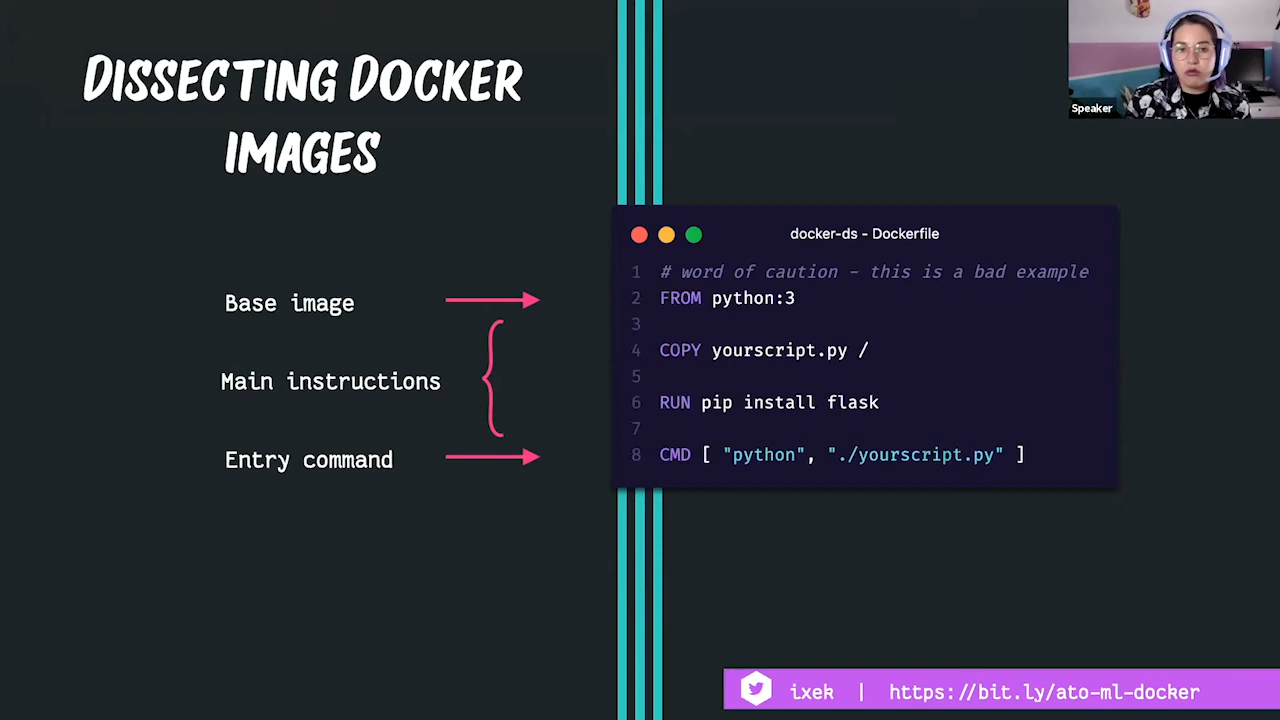 DISSECTING DOCKER
IMAGES
Speaker
Base image
Main instructions
Entry command
docker-ds - Dockerfile
1 # word of caution - this is a bad example
2 FROM python:3
3
4 COPY yourscript.py /
5
6 RUN pip install flask
7
8 CMD [ "python", "./yourscript.py" ]
ixek | https://bit.ly/ato-ml-docker